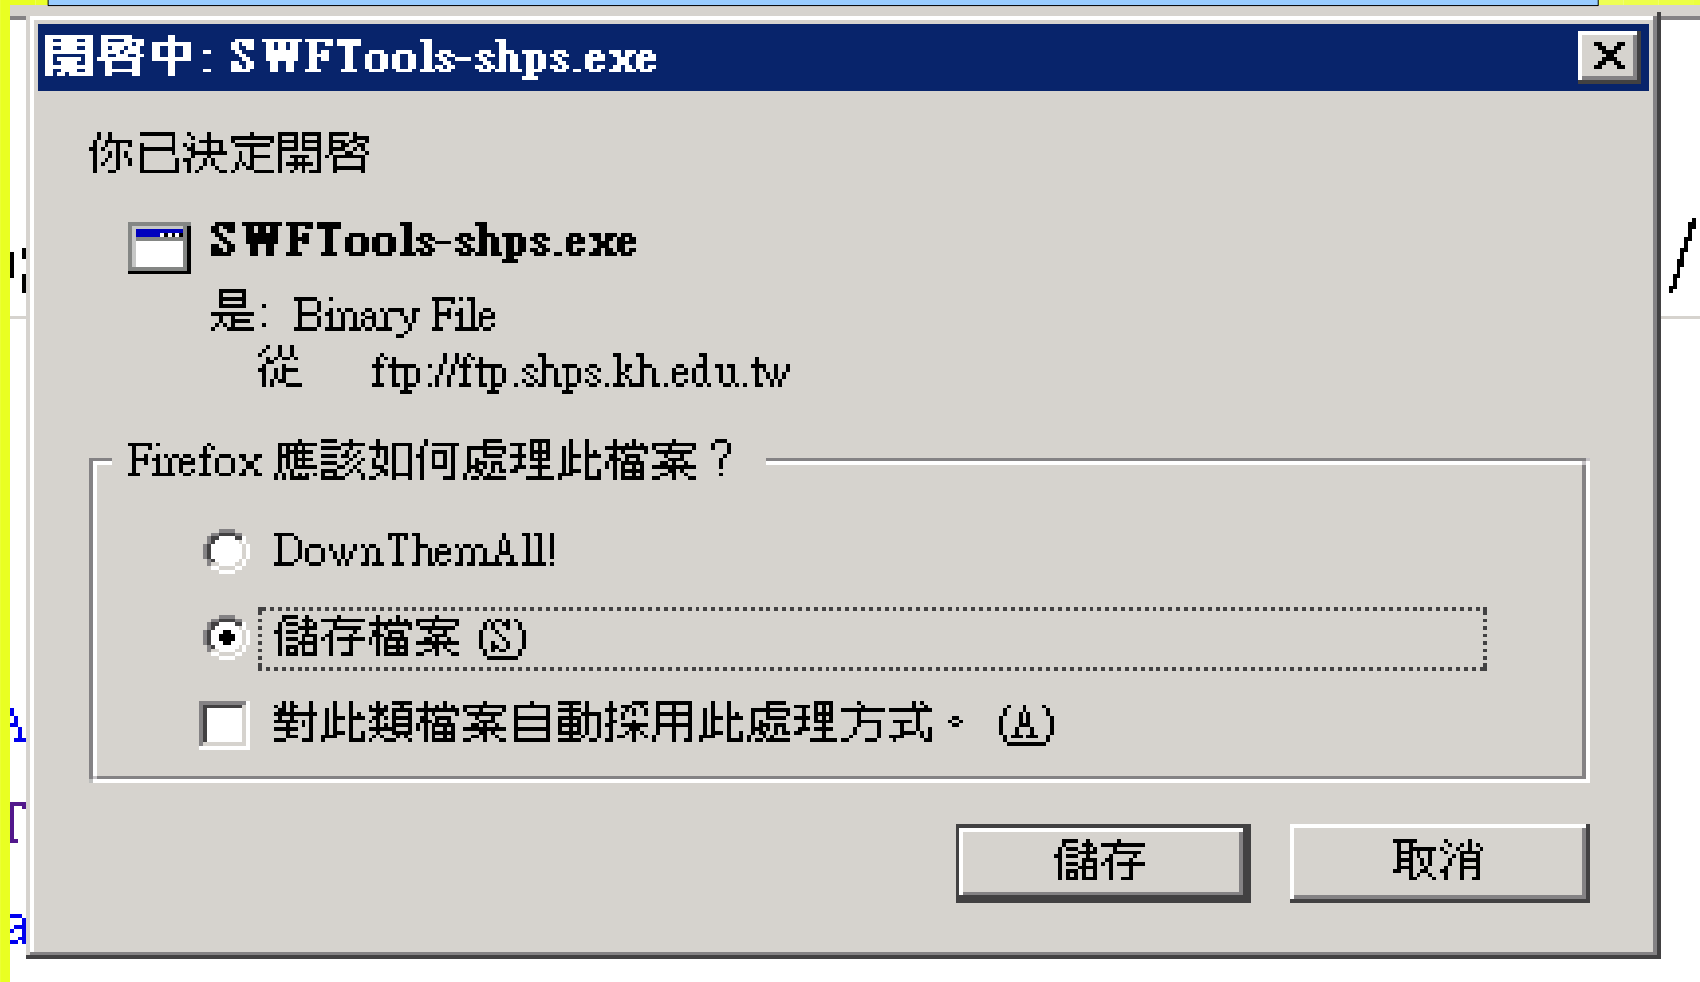 開啓中: SWFTools-shps.exe
你已決定開啓
SWFTools-shps.exe
是: Binary File
從 ftp://ftp.shps.kh.edu.tw
Firefox 應該如何處理此檔案？
DownThemAll!
儲存檔案 (S)
對此類檔案自動採用此處理方式。 (A)
儲存 取消